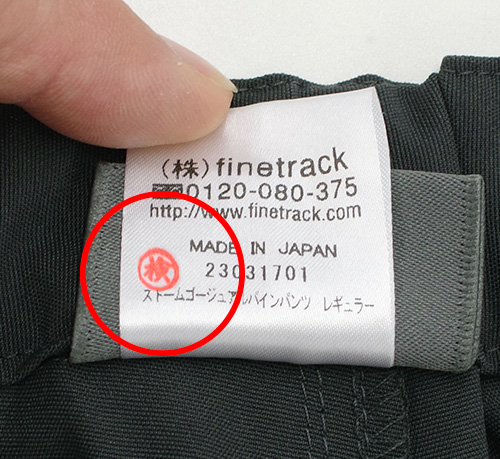 (株)finetrack
0120-080-375
http://www.finetrack.com
MADE IN JAPAN
23031701
ストームゴージュアルパインパンツ レギュラー